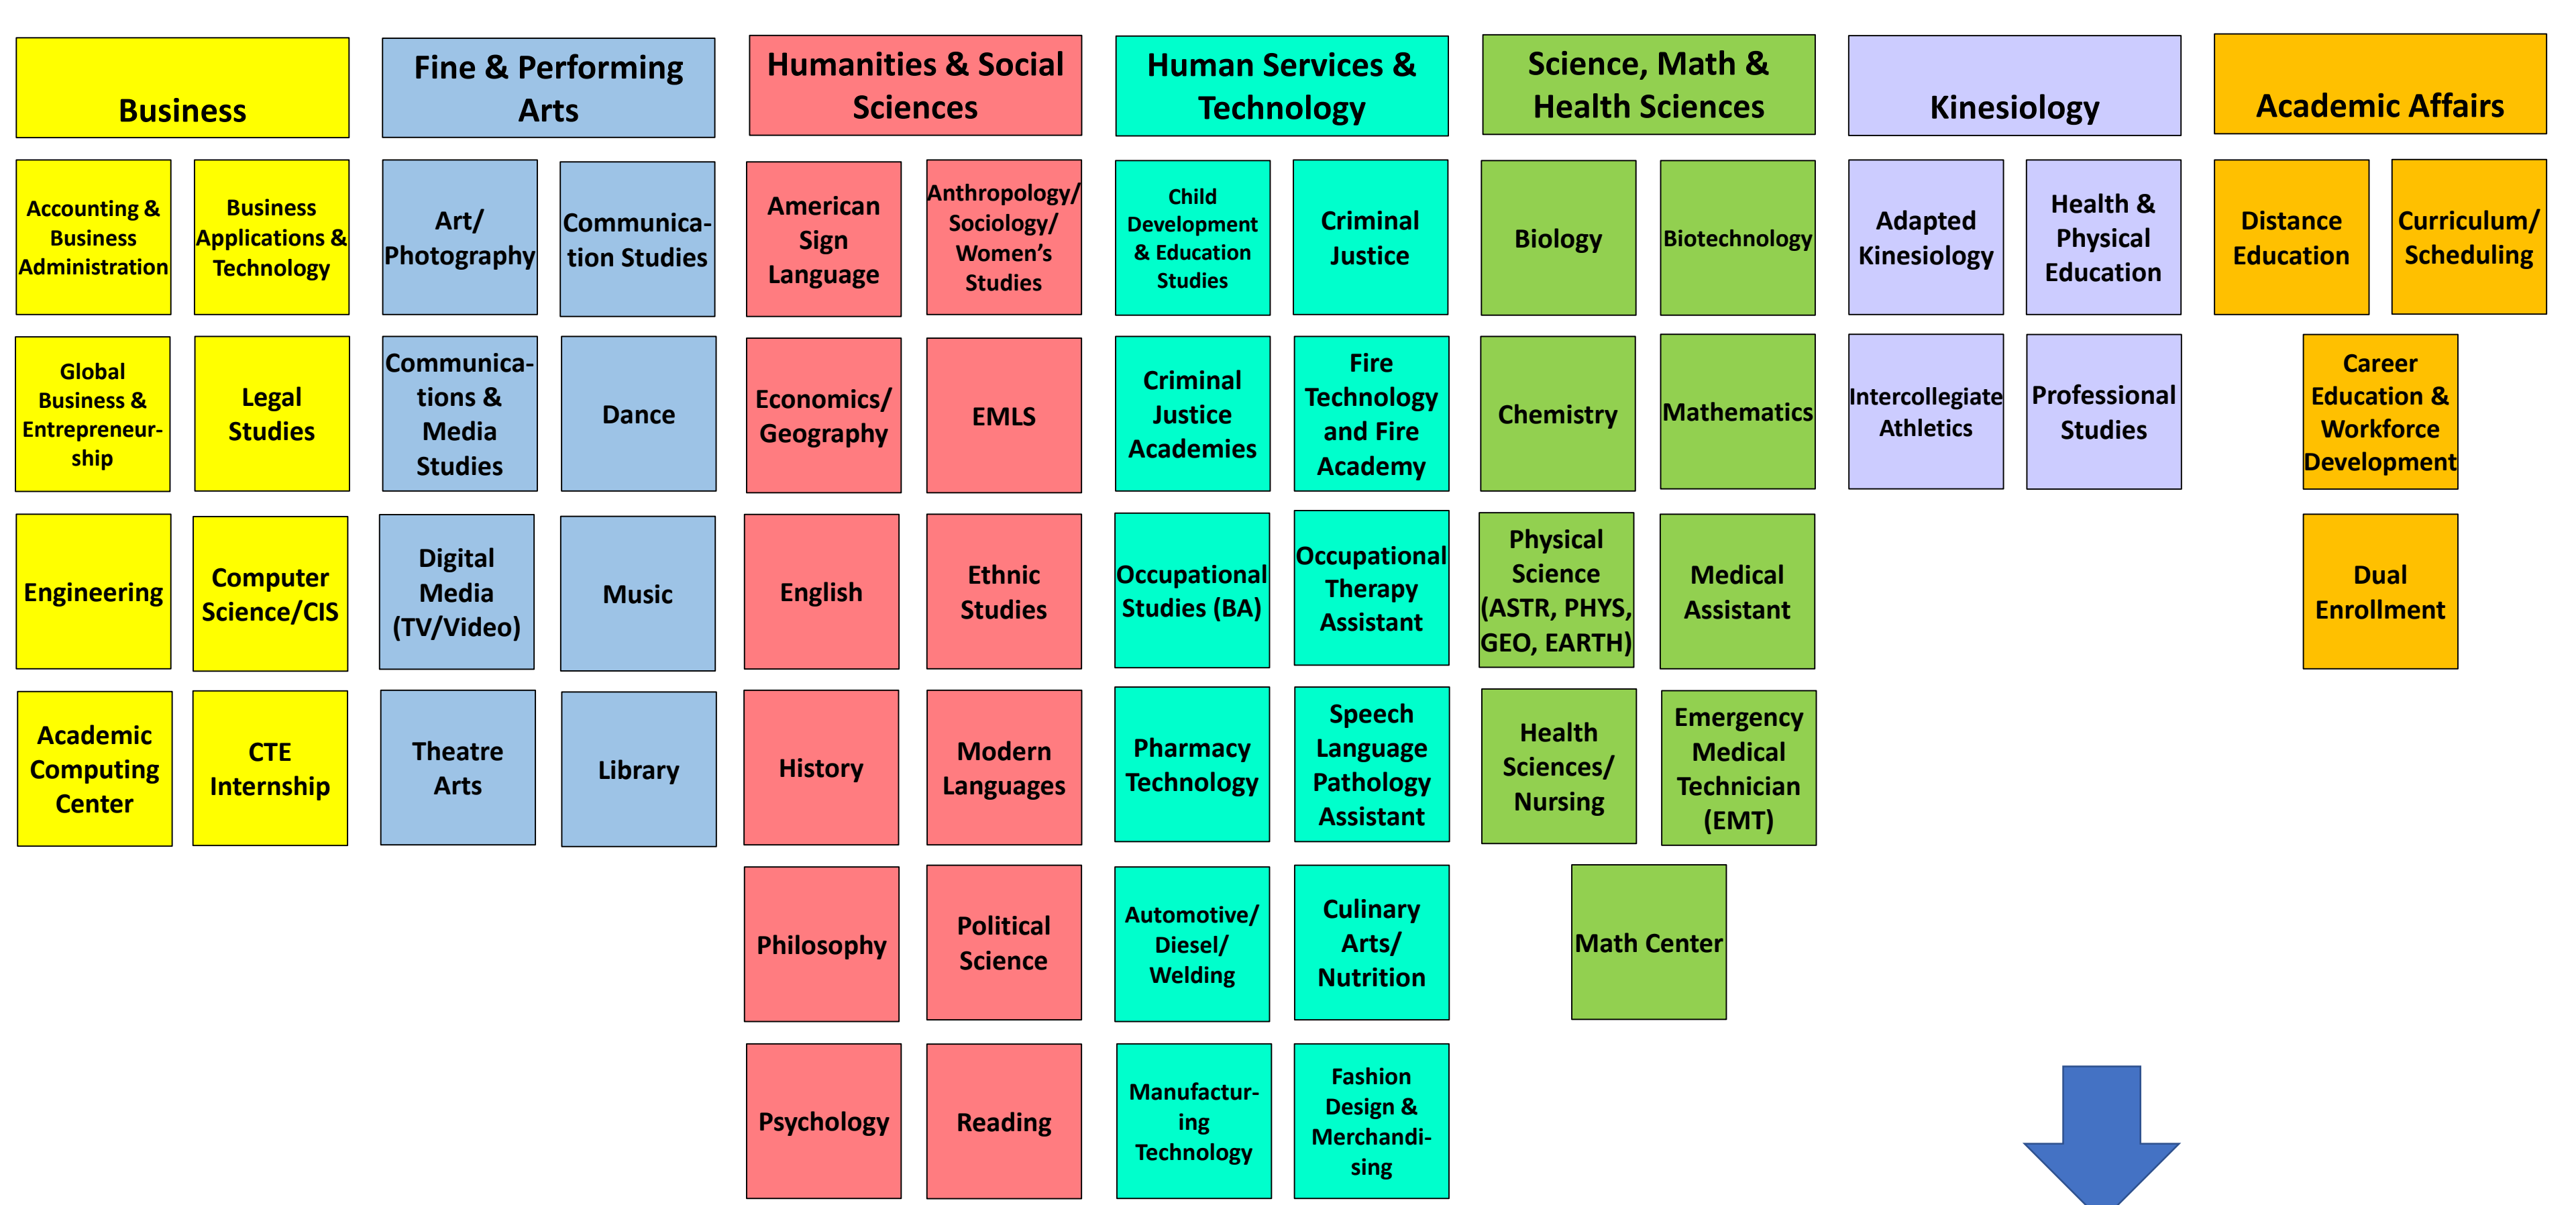 Business
Fine & Performing
Arts
Humanities & Social
Sciences
Human Services &
Technology
Science, Math &
Health Sciences
Kinesiology
Academic Affairs
Accounting &
Business
Administration
Business
Applications &
Technology
Art/
Photography
Communica-
tion Studies
American
Sign
Language
Anthropology/
Sociology/
Women’s
Studies
Child
Development
& Education
Studies
Criminal
Justice
Biology
Biotechnology
Adapted
Kinesiology
Health &
Physical
Education
Distance
Education
Curriculum/
Scheduling
Global
Business &
Entrepreneur-
ship
Legal
Studies
Communica-
tions &
Media
Studies
Dance
Economics/
Geography
EMLS
Criminal
Justice
Academies
Fire
Technology
and Fire
Academy
Chemistry
Mathematics
Intercollegiate
Athletics
Professional
Studies
Career
Education &
Workforce
Development
Engineering
Computer
Science/CIS
Digital
Media
(TV/Video)
Music
English
Ethnic
Studies
Occupational
Studies (BA)
Occupational
Therapy
Assistant
Physical
Science
(ASTR, PHYS,
GEO, EARTH)
Medical
Assistant
Dual
Enrollment
Academic
Computing
Center
CTE
Internship
Theatre
Arts
Library
History
Modern
Languages
Pharmacy
Technology
Speech
Language
Pathology
Assistant
Health
Sciences/
Nursing
Emergency
Medical
Technician
(EMT)
Philosophy
Political
Science
Automotive/
Diesel/
Welding
Culinary
Arts/
Nutrition
Math Center
Psychology
Reading
Manufactur-
ing
Technology
Fashion
Design &
Merchandi-
sing